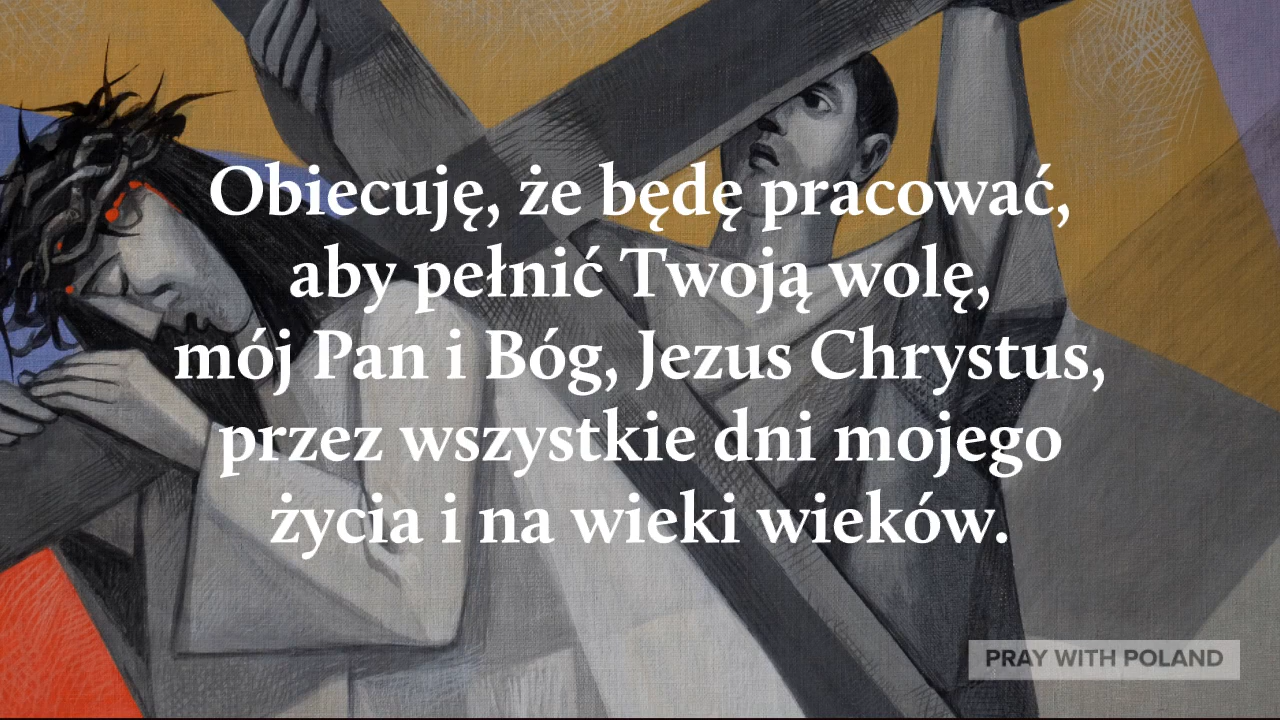 Obiecuję, że będę pracować,
aby pełnić Twoją wolę,
mój Pan i Bóg, Jezus Chrystus,
przez wszystkie dni mojego
życia i na wieki wieków.
PRAY WITH POLAND